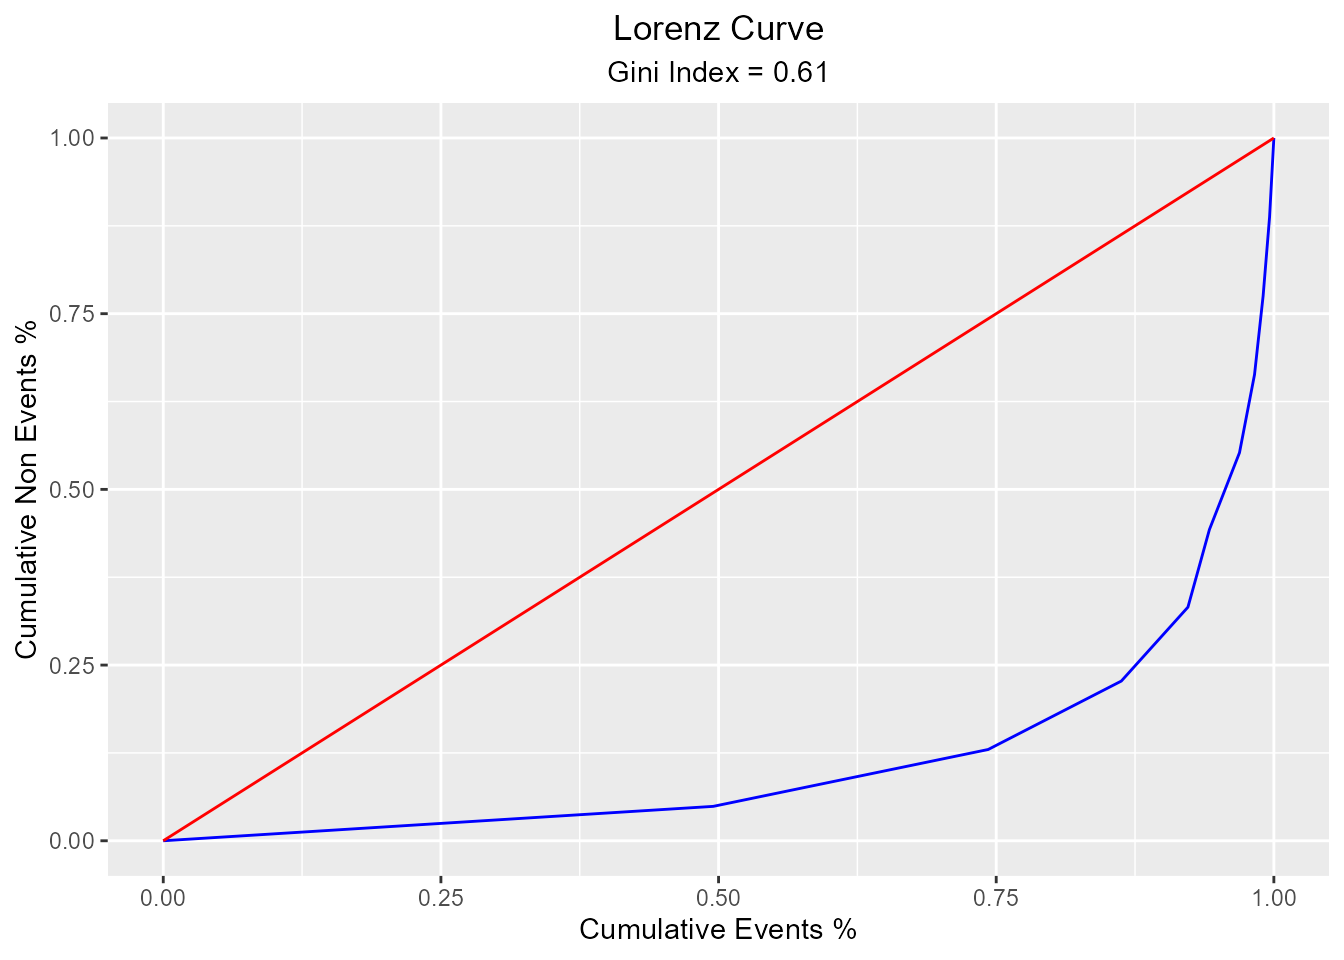 Lorenz Curve
Gini Index = 0.61
Cumulative Non Events %
1.00
0.75
0.50
0.25
0.00
0.00 0.25 0.50 0.75 1.00
Cumulative Events %